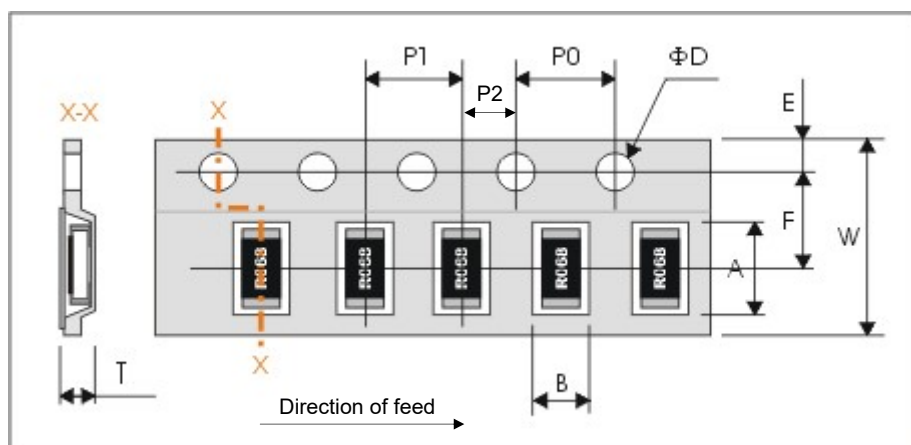 P1
P0
ΦD
P2
E
X-X
X
F
W
A
R068
R068
R068
R068
R068
X
T
B
Direction of feed